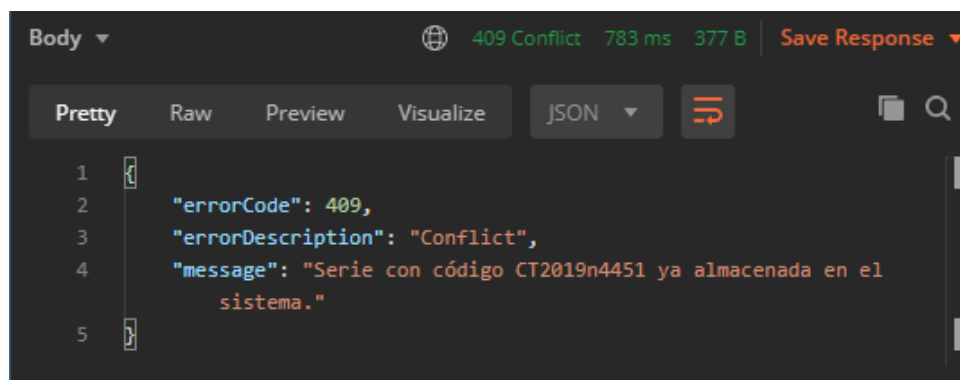 Body 409 Conflict 783 ms 377 B Save Response
Pretty Raw Preview Visualize JSON
1 {
2 "errorCode": 409,
3 "errorDescription": "Conflict",
4 "message": "Serie con código CT2019n4451 ya almacenada en el
sistema."
5 }